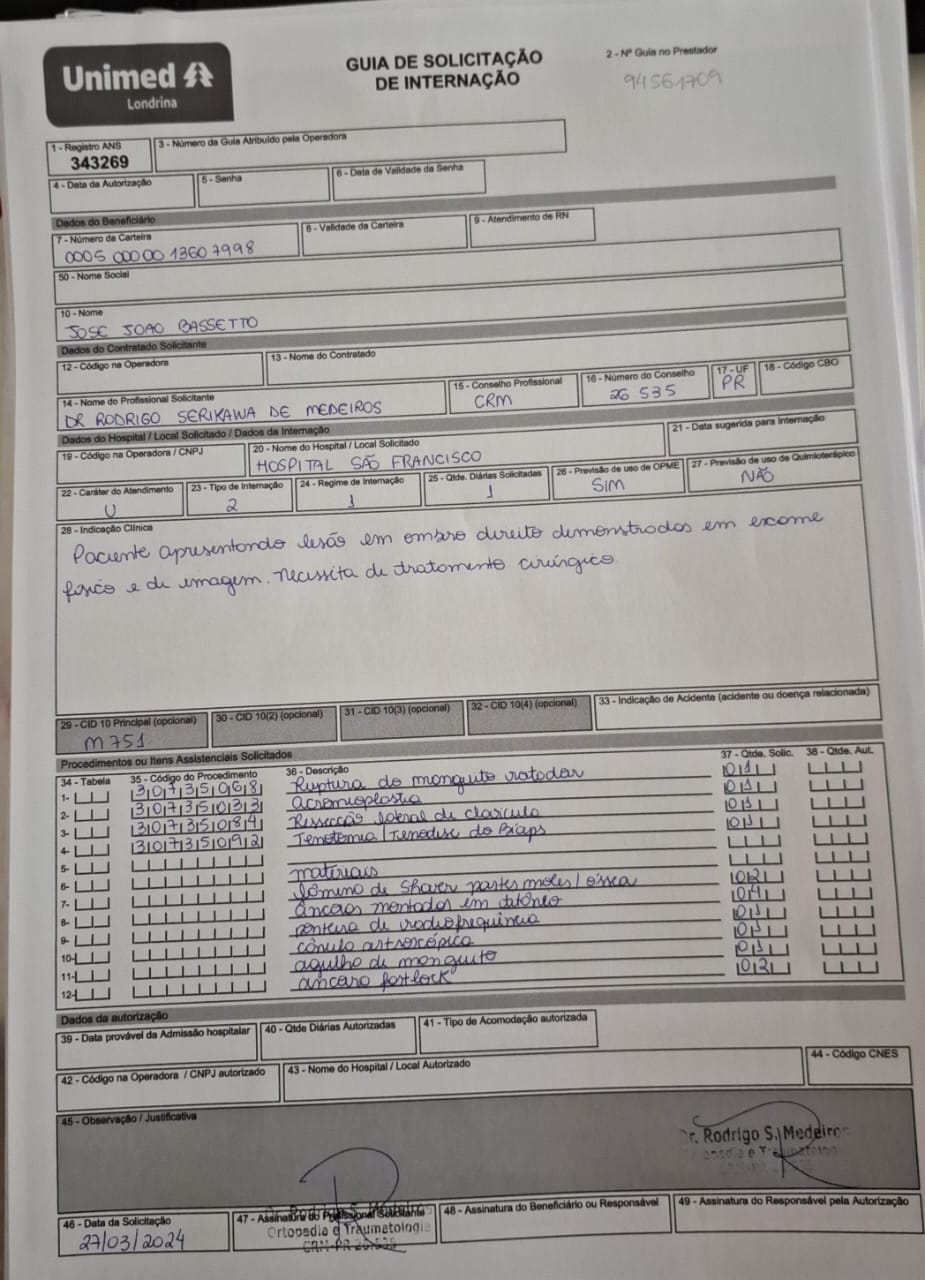 Unimed
Londrina
GUIA DE SOLICITAÇÃO
DE INTERNAÇÃO
2 - Nº Guia no Prestador
94561709
1 - Registro ANS
343269
3 - Número da Guia Atribuído pela Operadora
4 - Data da Autorização
5 - Senha
6 - Data de Validade da Senha
Dados do Beneficiário
7 - Número da Carteira
0005 00000 1360 7998
8 - Validade da Carteira
9 - Atendimento de RN
50 - Nome Social
10 - Nome
JOSE JOAO BASSETTO
Dados do Contratado Solicitante
12 - Código na Operadora
13 - Nome do Contratado
14 - Nome do Profissional Solicitante
DR RODRIGO SERIKAWA DE MEDEIROS
15 - Conselho Profissional
CRM
16 - Número do Conselho
26 535
17 - UF
PR
18 - Código CBO
Dados do Hospital / Local Solicitado / Dados da Internação
19 - Código na Operadora / CNPJ
20 - Nome do Hospital / Local Solicitado
HOSPITAL SÃO FRANCISCO
21 - Data sugerida para Internação
22 - Caráter do Atendimento
U
23 - Tipo de Internação
2
24 - Regime de Internação
1
25 - Qtde. Diárias Solicitadas
1
26 - Previsão de uso de OPME
SIM
27 - Previsão de uso de Quimioterápico
NÃO
28 - Indicação Clínica
Paciente apresentando lesão em ombro direito demonstrados em exame
físico e de imagem. Necessita de tratamento cirúrgico
29 - CID 10 Principal (opcional)
M751
30 - CID 10(2) (opcional)
31 - CID 10(3) (opcional)
32 - CID 10(4) (opcional)
33 - Indicação de Acidente (acidente ou doença relacionada)
Procedimentos ou Itens Assistenciais Solicitados
34 - Tabela 35 - Código do Procedimento 36 - Descrição 37 - Qtde. Solic. 38 - Qtde. Aut.
1- 30735068 Ruptura do manguito rotador 01
2- 30735033 Acromioplastia 01
3- 30735084 Ressecção lateral de clavícula 01
4- 30735092 Tenotomia/Tenodese do Bíceps 01
5-
6- materiais
7- lâmina de Shaver partes moles/óssea 02
8- âncoras montadas em titânio 04
9- ponteira de radiofrequência 01
10- cânula artroscópica 01
11- agulha de manguito 01
12- âncora footlock 02
Dados da autorização
39 - Data provável da Admissão hospitalar
40 - Qtde Diárias Autorizadas
41 - Tipo de Acomodação autorizada
42 - Código na Operadora / CNPJ autorizado
43 - Nome do Hospital / Local Autorizado
44 - Código CNES
45 - Observação / Justificativa
Dr. Rodrigo S. Medeiros
Ortopedia e Traumatologia
46 - Data da Solicitação
27/03/2024
47 - Assinatura do Profissional Solicitante
Dr. Rodrigo S. Medeiros
Ortopedia e Traumatologia
CRM-PR 26.535
48 - Assinatura do Beneficiário ou Responsável
49 - Assinatura do Responsável pela Autorização